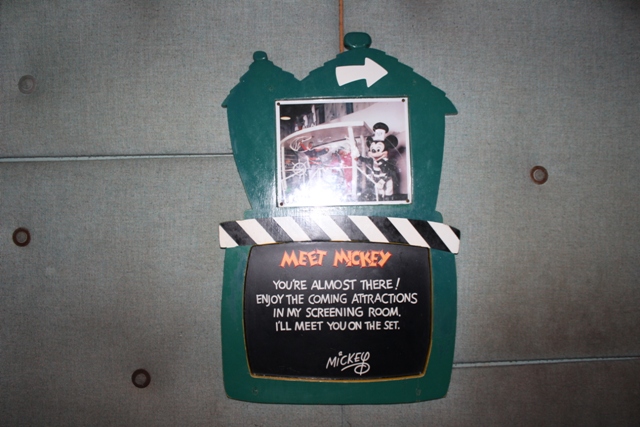 MEET MICKEY
YOU'RE ALMOST THERE!
ENJOY THE COMING ATTRACTIONS
IN MY SCREENING ROOM.
I'LL MEET YOU ON THE SET.
MICKEY